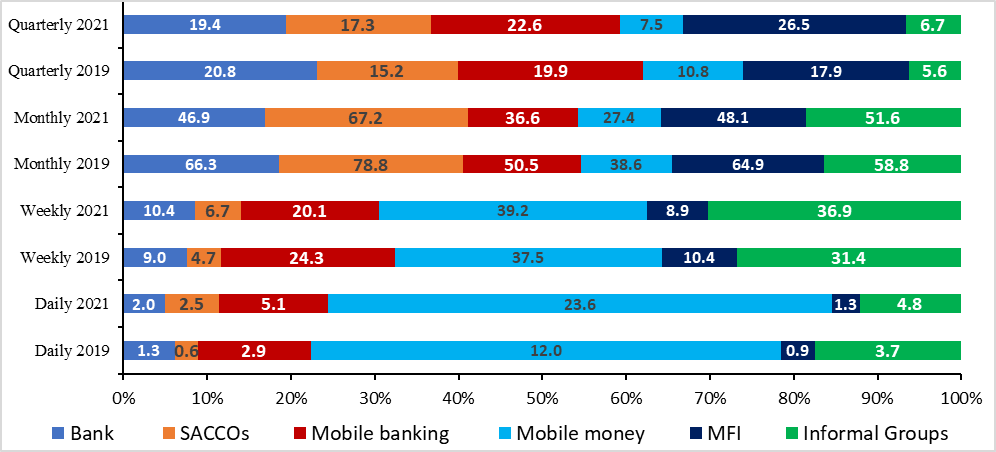 Quarterly 2021 19.4 17.3 22.6 7.5 26.5 6.7
Quarterly 2019 20.8 15.2 19.9 10.8 17.9 5.6
Monthly 2021 46.9 67.2 36.6 27.4 48.1 51.6
Monthly 2019 66.3 78.8 50.5 38.6 64.9 58.8
Weekly 2021 10.4 6.7 20.1 39.2 8.9 36.9
Weekly 2019 9.0 4.7 24.3 37.5 10.4 31.4
Daily 2021 2.0 2.5 5.1 23.6 1.3 4.8
Daily 2019 1.3 0.6 2.9 12.0 0.9 3.7
0% 10% 20% 30% 40% 50% 60% 70% 80% 90% 100%
Bank SACCOs Mobile banking Mobile money MFI Informal Groups